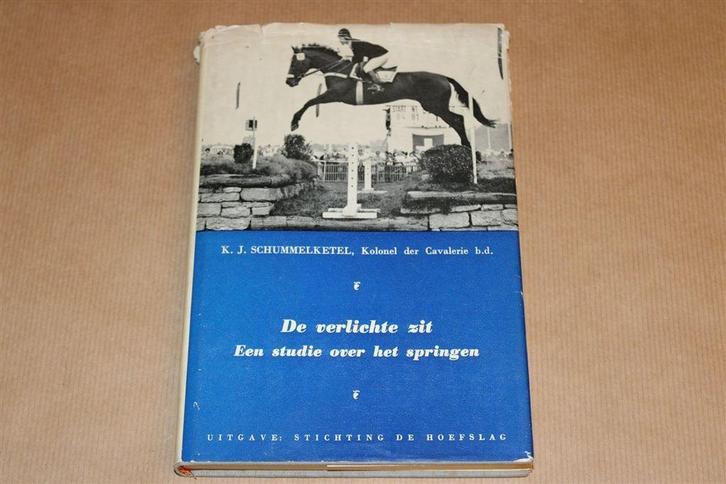 K. J. SCHUMMELKETEL, Kolonel der Cavalerie b.d.
De verlichte zit
Een studie over het springen
UITGAVE: STICHTING DE HOEFSLAG